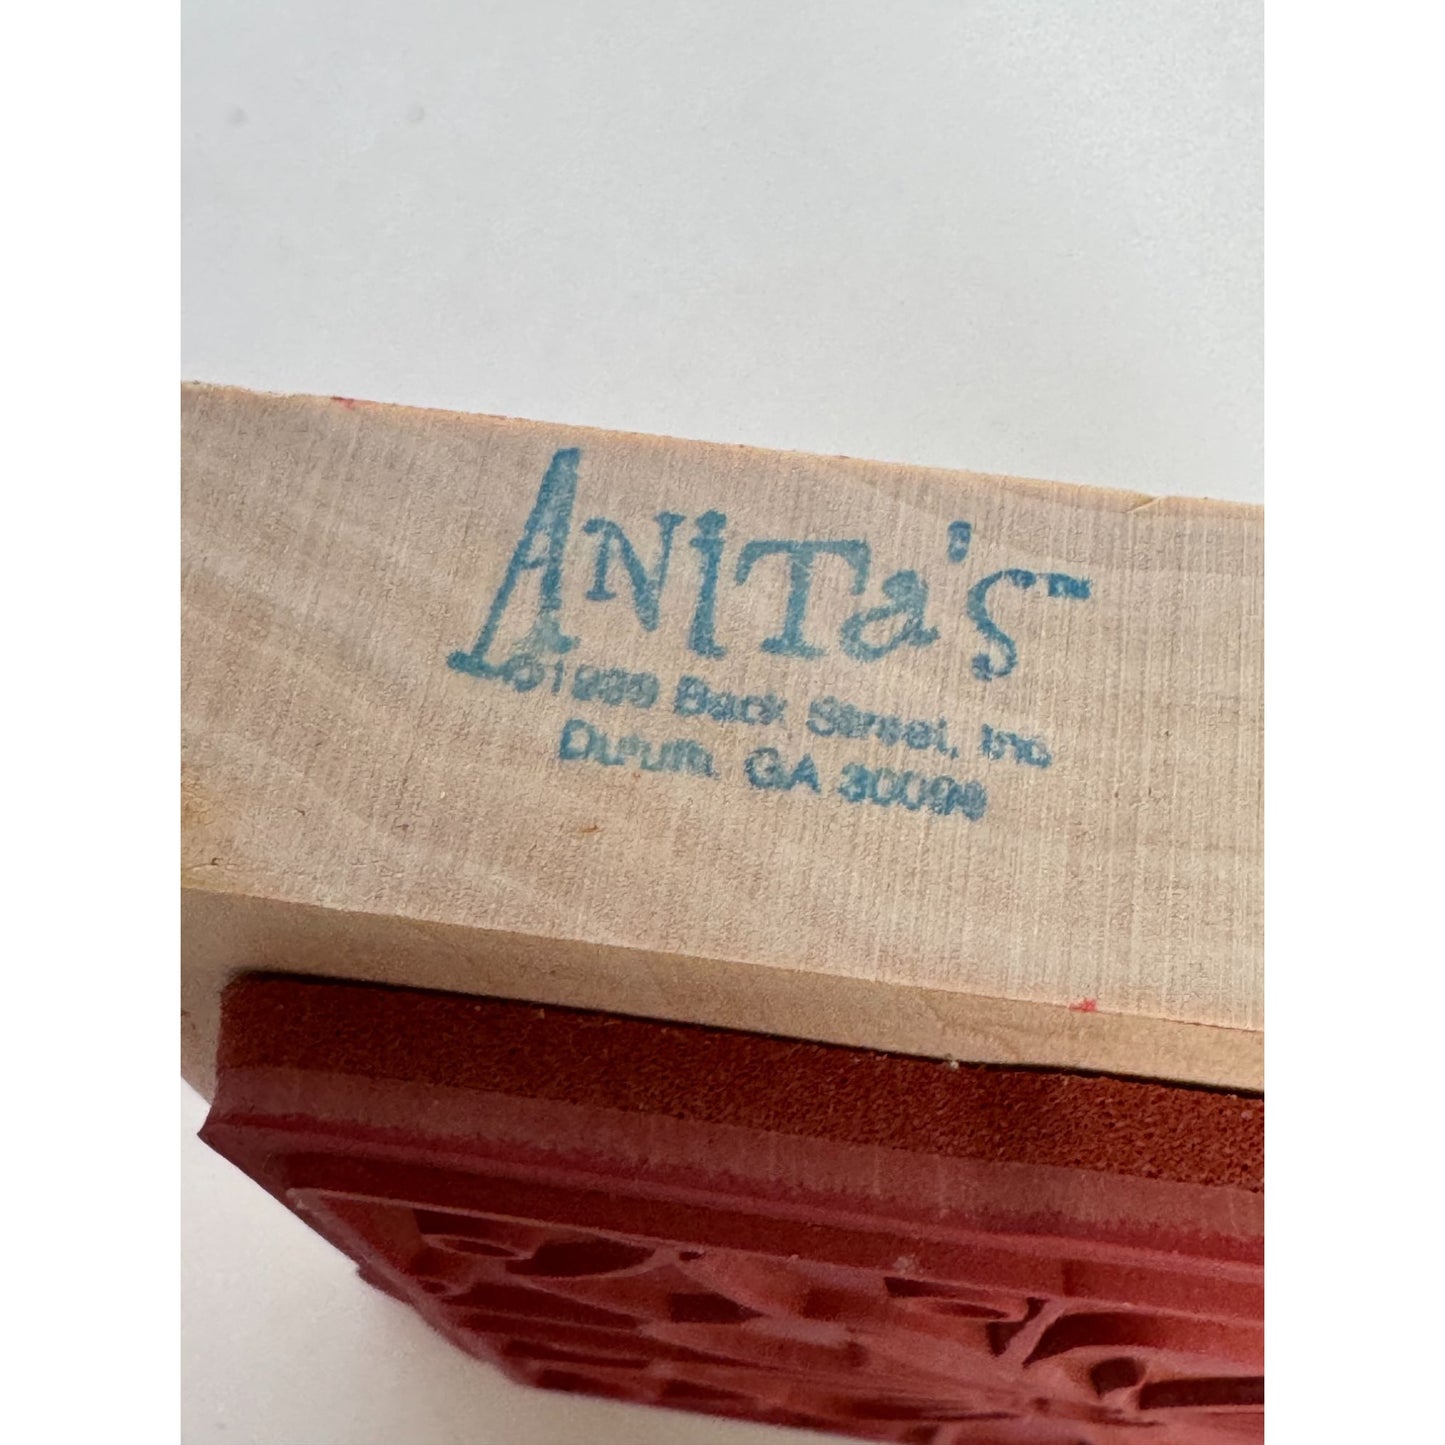 ANiTa's™
©1999 Back Street, Inc.
Duluth, GA 30096